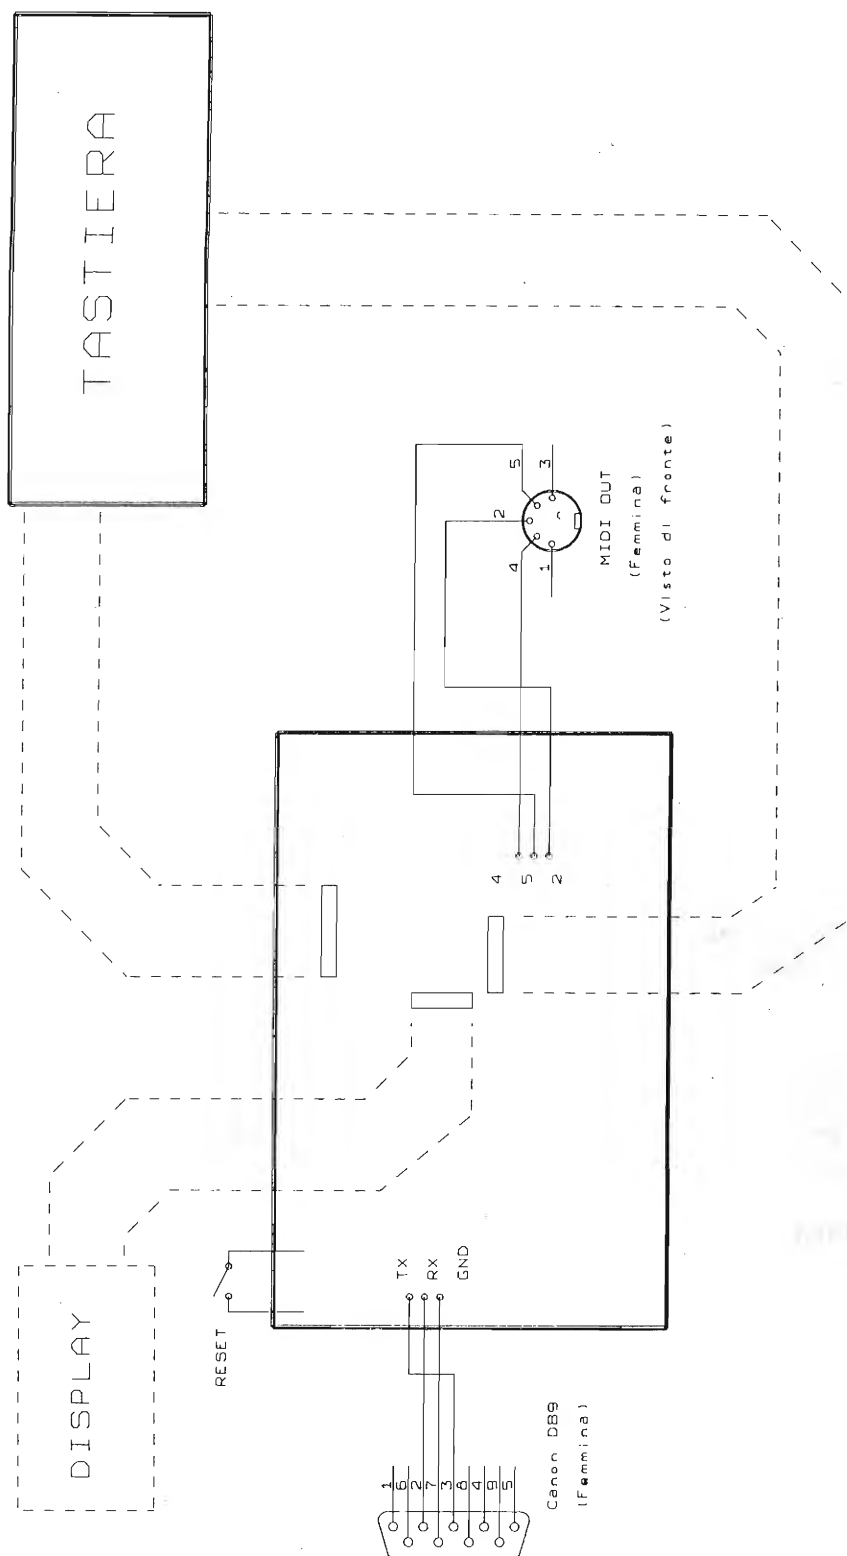 TASTIERA
5
3
2
4
1
MIDI OUT
(Femmina)
(Visto di fronte)
4
5
2
TX
RX
GND
RESET
DISPLAY
1
6
2
7
3
8
4
9
5
Canon DB9
(Femmina)